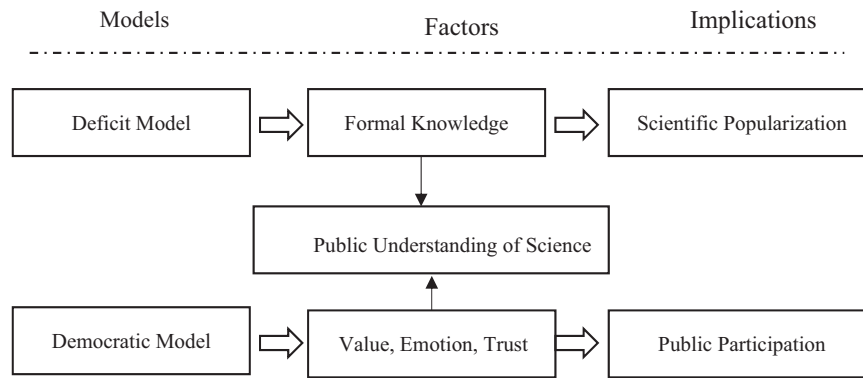 Models Factors Implications
Deficit Model Formal Knowledge Scientific Popularization
Public Understanding of Science
Democratic Model Value, Emotion, Trust Public Participation